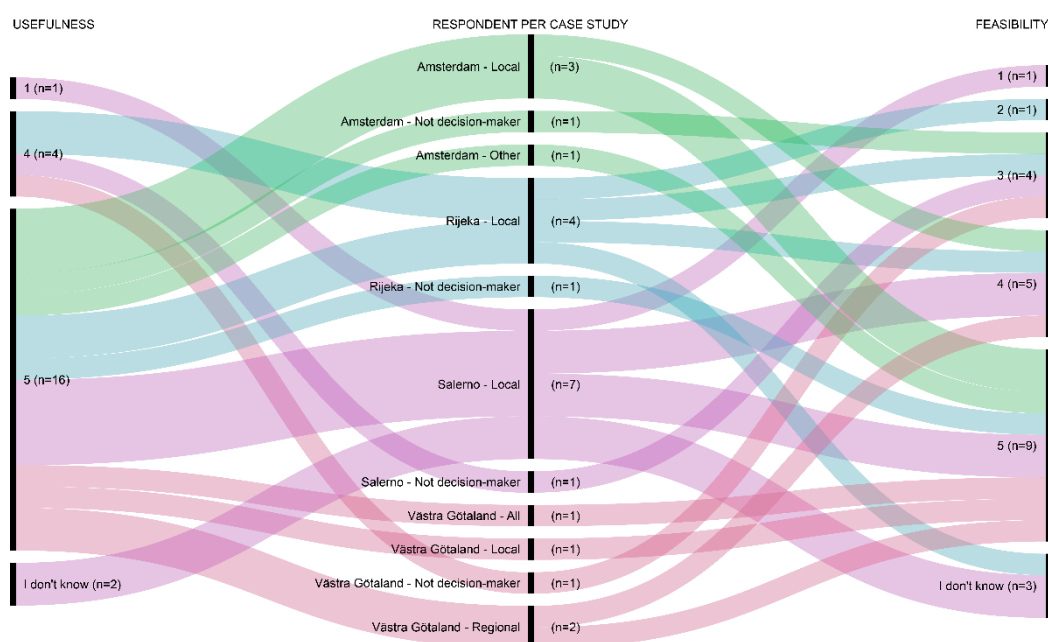 USEFULNESS
RESPONDENT PER CASE STUDY
FEASIBILITY
1 (n=1)
4 (n=4)
5 (n=16)
I don't know (n=2)
Amsterdam - Local (n=3)
Amsterdam - Not decision-maker (n=1)
Amsterdam - Other (n=1)
Rijeka - Local (n=4)
Rijeka - Not decision-maker (n=1)
Salerno - Local (n=7)
Salerno - Not decision-maker (n=1)
Västra Götaland - All (n=1)
Västra Götaland - Local (n=1)
Västra Götaland - Not decision-maker (n=1)
Västra Götaland - Regional (n=2)
1 (n=1)
2 (n=1)
3 (n=4)
4 (n=5)
5 (n=9)
I don't know (n=3)